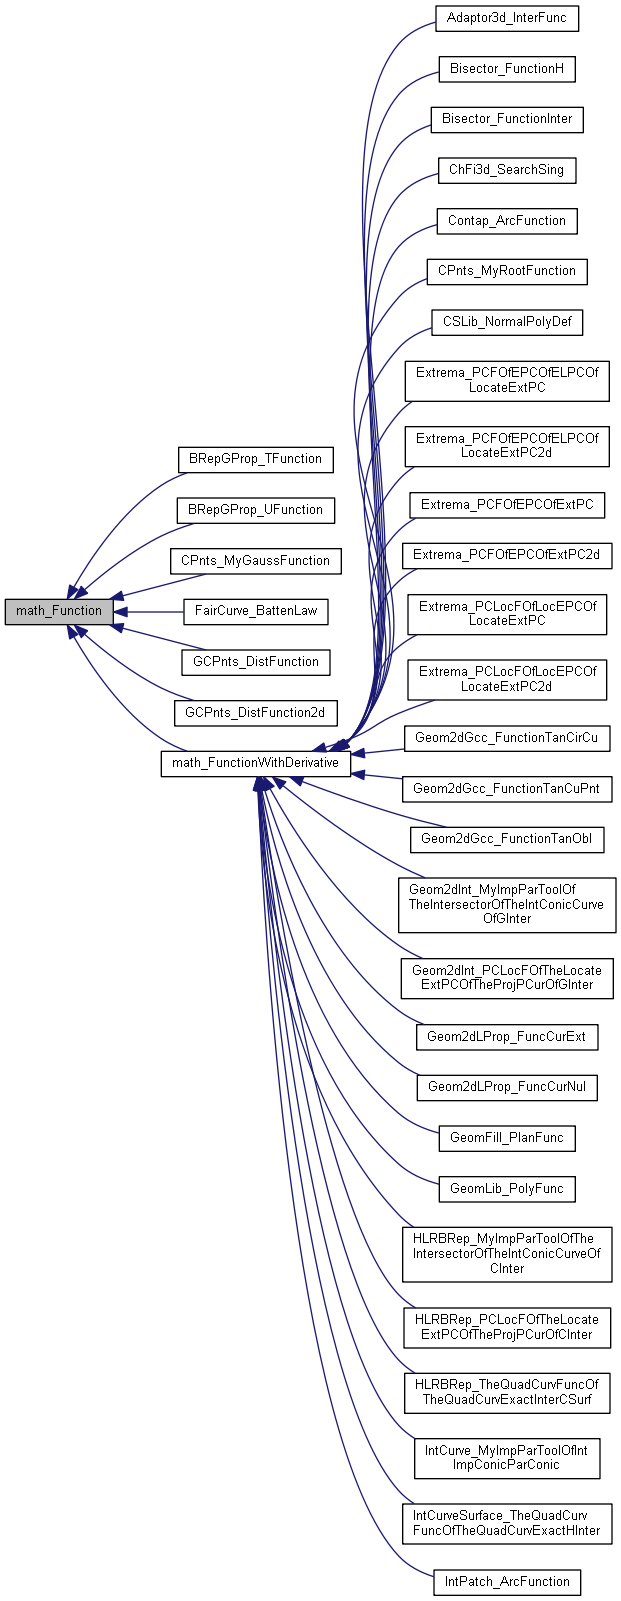 Adaptor3d_InterFunc
Bisector_FunctionH
Bisector_FunctionInter
ChFi3d_SearchSing
Contap_ArcFunction
CPnts_MyRootFunction
CSLib_NormalPolyDef
Extrema_PCFOfEPCOfELPCOf
LocateExtPC
Extrema_PCFOfEPCOfELPCOf
LocateExtPC2d
BRepGProp_TFunction
Extrema_PCFOfEPCOfExtPC
BRepGProp_UFunction
Extrema_PCFOfEPCOfExtPC2d
CPnts_MyGaussFunction
math_Function
FairCurve_BattenLaw
Extrema_PCLocFOfLocEPCOf
LocateExtPC
GCPnts_DistFunction
Extrema_PCLocFOfLocEPCOf
LocateExtPC2d
GCPnts_DistFunction2d
Geom2dGcc_FunctionTanCirCu
math_FunctionWithDerivative
Geom2dGcc_FunctionTanCuPnt
Geom2dGcc_FunctionTanObl
Geom2dInt_MyImpParToolOf
TheIntersectorOfTheIntConicCurve
OfGInter
Geom2dInt_PCLocFOfTheLocate
ExtPCOfTheProjPCurOfGInter
Geom2dLProp_FuncCurExt
Geom2dLProp_FuncCurNul
GeomFill_PlanFunc
GeomLib_PolyFunc
HLRBRep_MyImpParToolOfThe
IntersectorOfTheIntConicCurveOf
CInter
HLRBRep_PCLocFOfTheLocate
ExtPCOfTheProjPCurOfCInter
HLRBRep_TheQuadCurvFuncOf
TheQuadCurvExactInterCSurf
IntCurve_MyImpParToolOfInt
ImpConicParConic
IntCurveSurface_TheQuadCurv
FuncOfTheQuadCurvExactHInter
IntPatch_ArcFunction